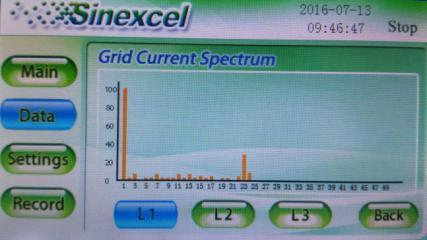 Sinexcel
2016-07-13
09:46:47 Stop
Main
Data
Settings
Record
Grid Current Spectrum
100
80
60
40
20
0
1 3 5 7 9 11 13 15 17 19 21 23 25 27 29 31 33 35 37 39 41 43 45 47 49
L1 L2 L3 Back